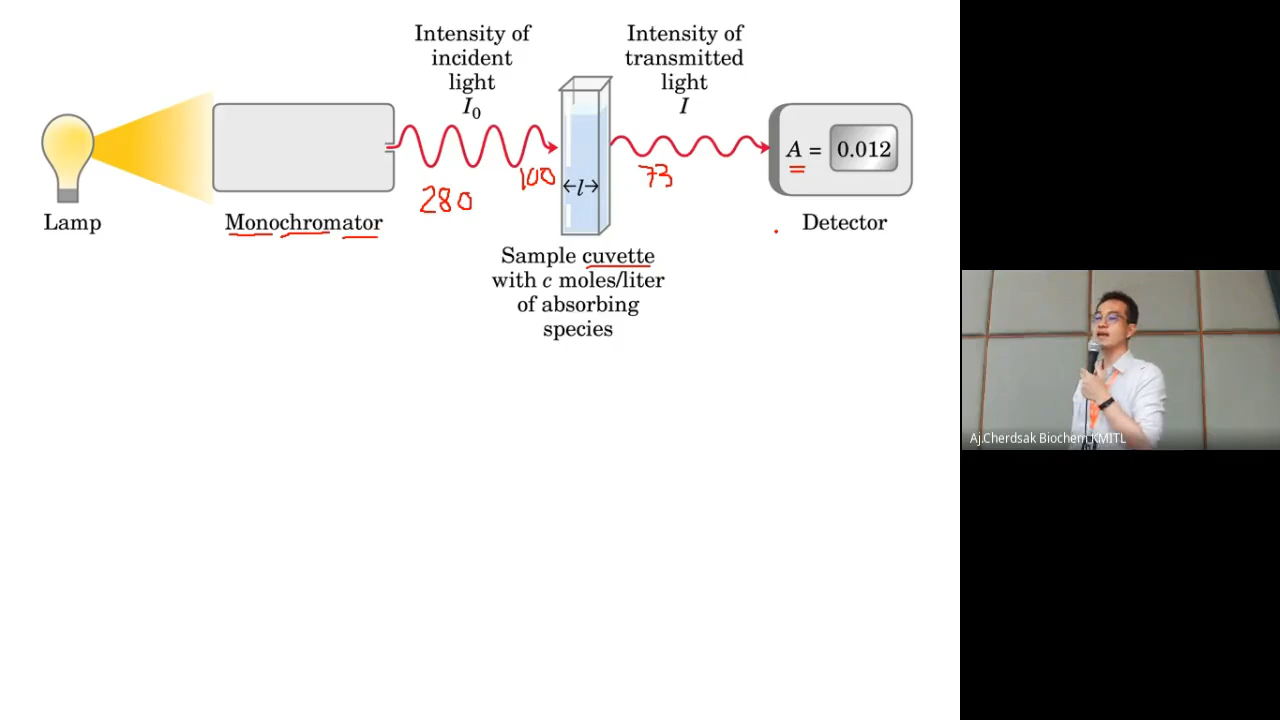 Intensity of
incident
light
I0
Intensity of
transmitted
light
I
A = 0.012
100
73
←l→
280
Lamp
Monochromator
Detector
Sample cuvette
with c moles/liter
of absorbing
species
Aj.Cherdsak Biochem KMITL